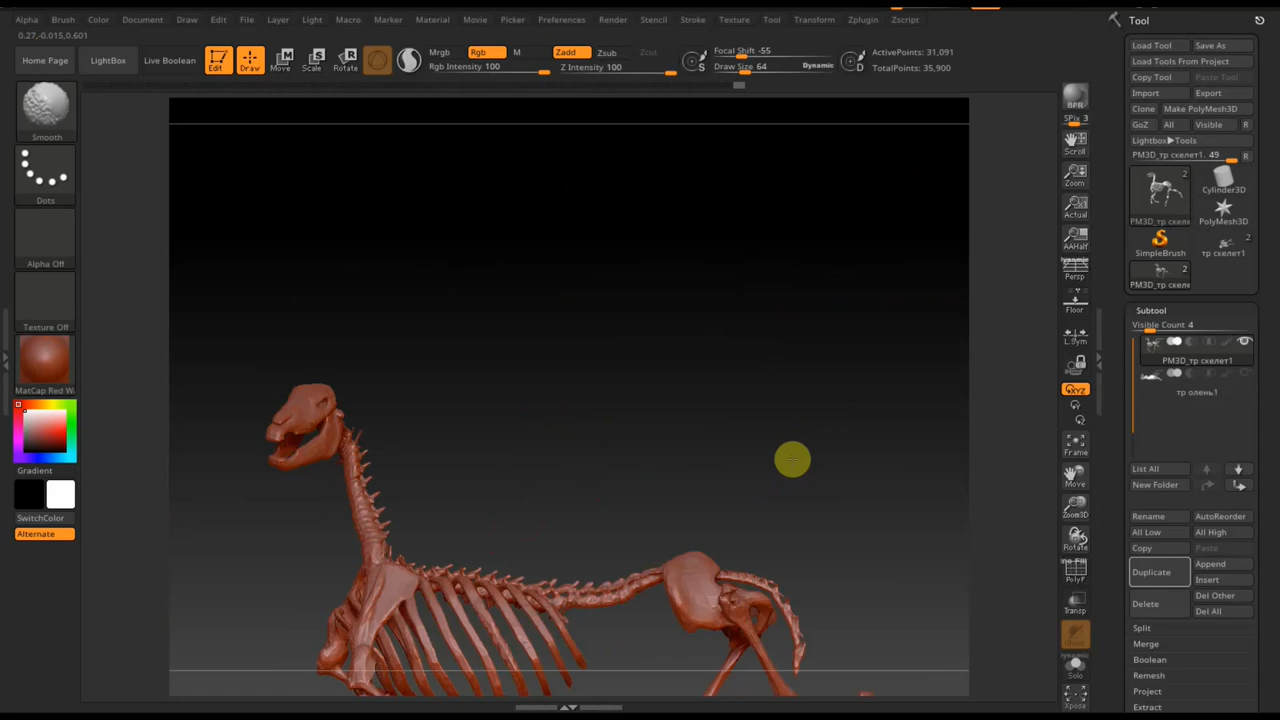 Alpha Brush Color Document Draw Edit File Layer Light Macro Marker Material Movie Picker Preferences Render Stencil Stroke Texture Tool Transform Zplugin Zscript
0.27,-0.015,0.601
Home Page LightBox Live Boolean Edit Draw Move Scale Rotate
Mrgb Rgb M Zadd Zsub Zcut
Rgb Intensity 100 Z Intensity 100
Focal Shift -55
Draw Size 64 Dynamic
S D
ActivePoints: 31,091
TotalPoints: 35,900
Smooth
Dots
Alpha Off
Texture Off
MatCap Red W
Gradient
SwitchColor
Alternate
BPR
SPix 3
Scroll
Zoom
Actual
AAHalf
Dynamic
Persp
Floor
L.Sym
XYZ
Frame
Move
Zoom3D
Rotate
PolyF
Transp
Solo
Xpose
Tool
Load Tool Save As
Load Tools From Project
Copy Tool Paste Tool
Import Export
Clone Make PolyMesh3D
GoZ All Visible R
Lightbox▶Tools
PM3D_тр скелет1. 49 R
2
Cylinder3D
PM3D_тр скеле PolyMesh3D
2
SimpleBrush тр скелет1
2
PM3D_тр скеле
Subtool
Visible Count 4
PM3D_тр скелет1
тр олень1
List All
New Folder
Rename AutoReorder
All Low All High
Copy Paste
Duplicate Append
Insert
Delete Del Other
Del All
Split
Merge
Boolean
Remesh
Project
Extract